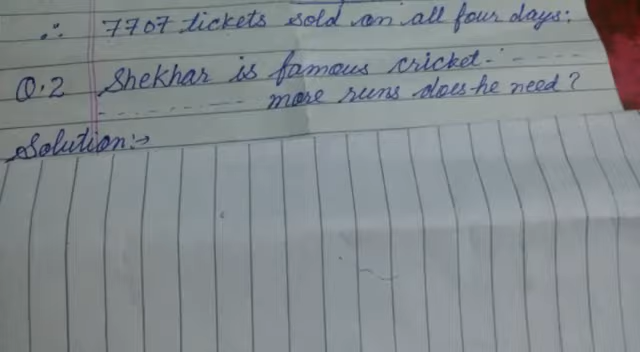 ∴ 7707 tickets sold on all four days.
Q.2 Shekhar is famous cricket - - - - - -
- - - - - - - - - - more runs does he need?
Solution:→